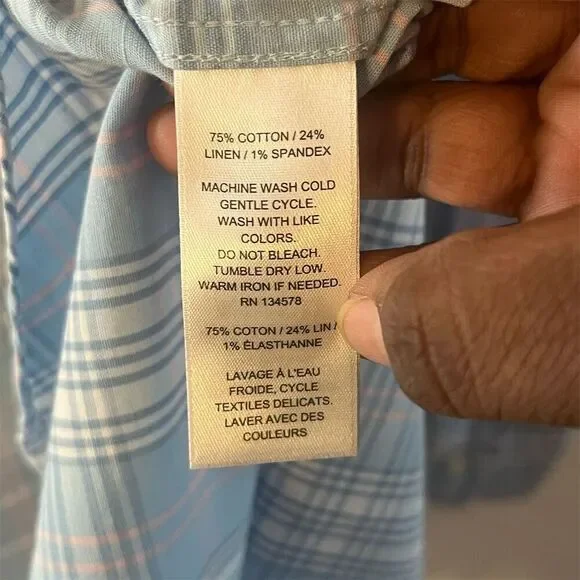 75% COTTON / 24%
LINEN / 1% SPANDEX
MACHINE WASH COLD
GENTLE CYCLE.
WASH WITH LIKE
COLORS.
DO NOT BLEACH.
TUMBLE DRY LOW.
WARM IRON IF NEEDED.
RN 134578
75% COTON / 24% LIN /
1% ÉLASTHANNE
LAVAGE À L'EAU
FROIDE, CYCLE
TEXTILES DELICATS.
LAVER AVEC DES
COULEURS